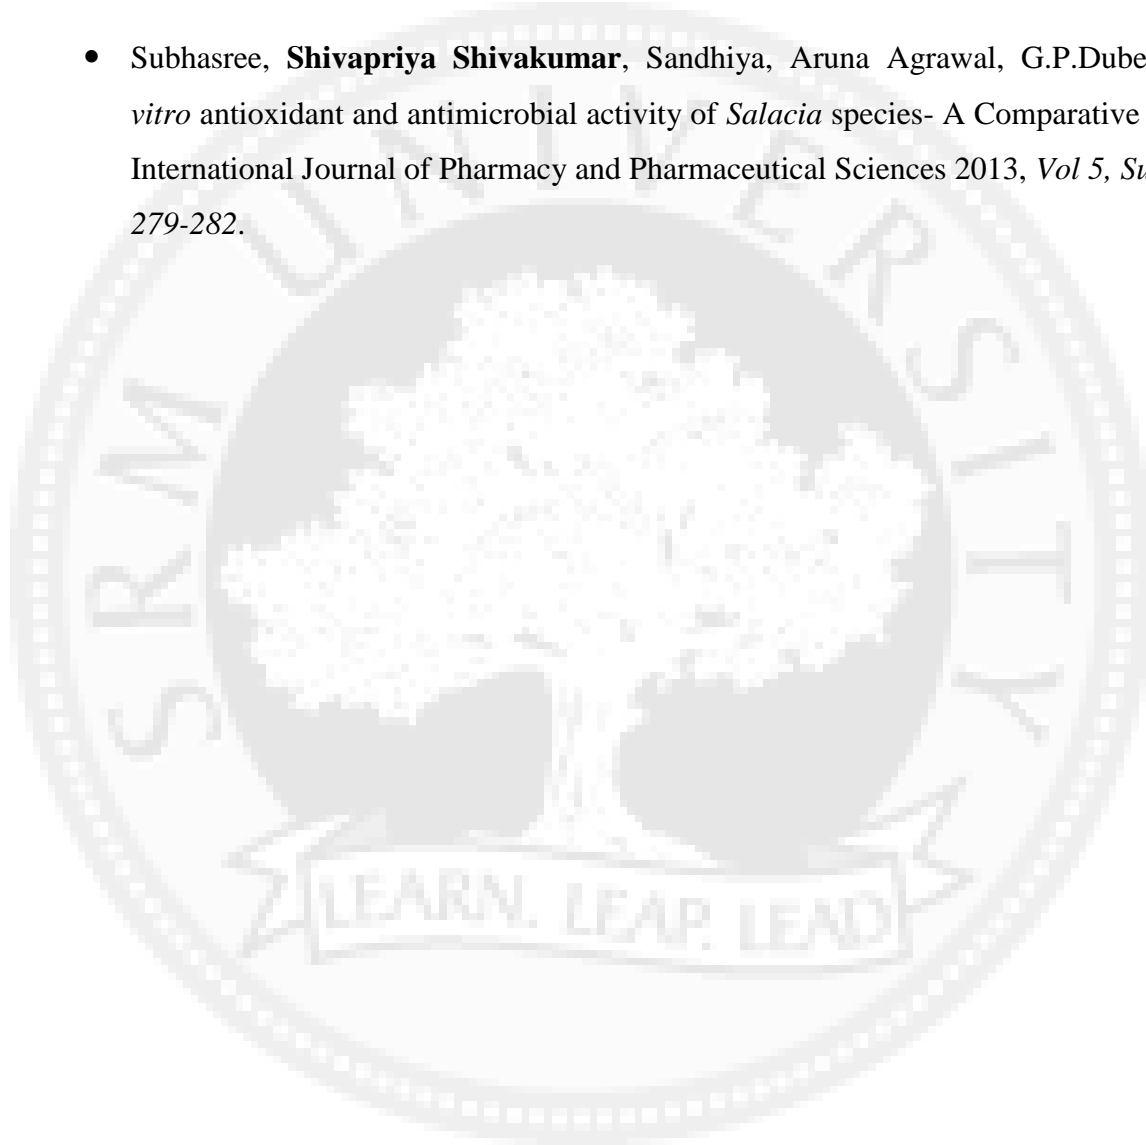 • Subhasree, Shivapriya Shivakumar, Sandhiya, Aruna Agrawal, G.P.Dube
vitro antioxidant and antimicrobial activity of Salacia species- A Comparative
International Journal of Pharmacy and Pharmaceutical Sciences 2013, Vol 5, Su
279-282.
SRM UNIVERSITY
LEARN. LEAP. LEAD